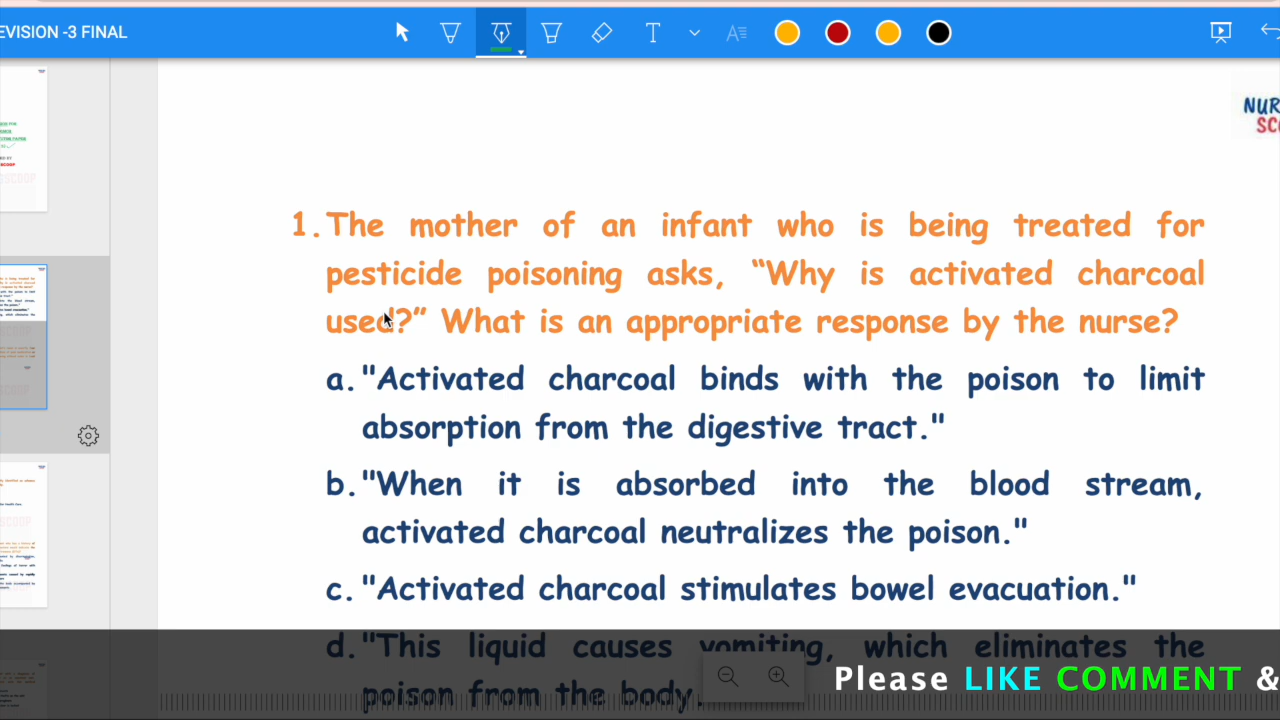 EVISION -3 FINAL
T
NUR
SC
1. The mother of an infant who is being treated for
pesticide poisoning asks, “Why is activated charcoal
used?” What is an appropriate response by the nurse?
a. "Activated charcoal binds with the poison to limit
absorption from the digestive tract."
b. "When it is absorbed into the blood stream,
activated charcoal neutralizes the poison."
c. "Activated charcoal stimulates bowel evacuation."
d. "This liquid causes vomiting, which eliminates the
poison from the body
Please LIKE COMMENT &